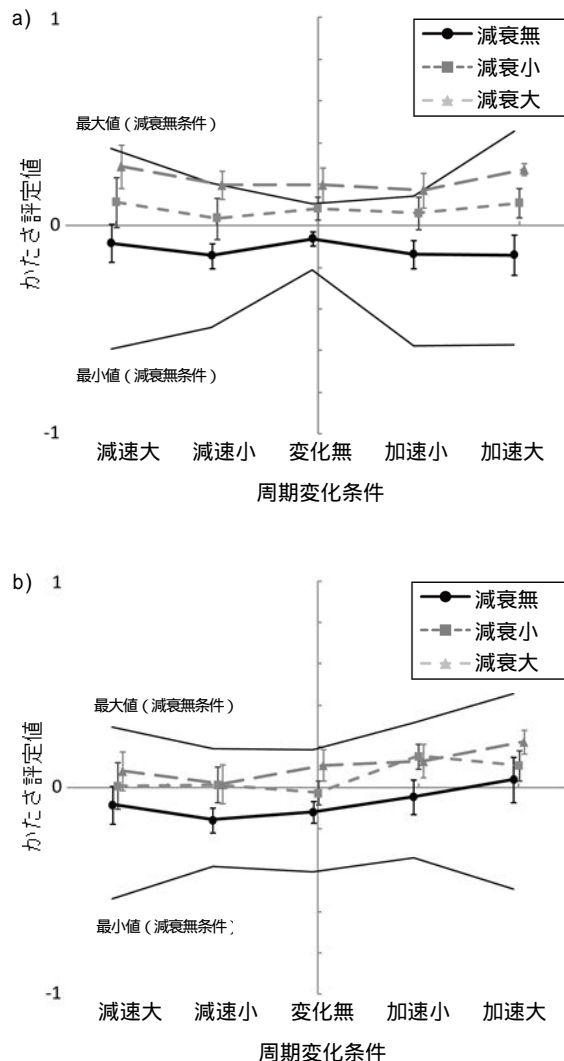 a)
1
減衰無
減衰小
減衰大
最大値（減衰無条件）
かたさ評定値
0
最小値（減衰無条件）
-1
減速大 減速小 変化無 加速小 加速大
周期変化条件
b)
1
減衰無
減衰小
減衰大
最大値（減衰無条件）
かたさ評定値
0
最小値（減衰無条件）
-1
減速大 減速小 変化無 加速小 加速大
周期変化条件